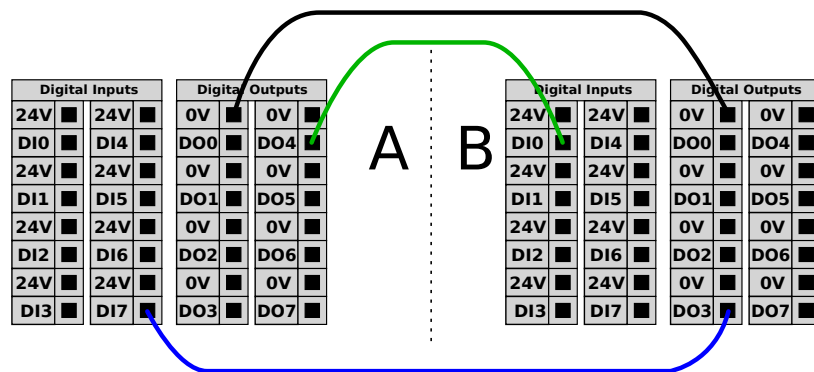 Digital Inputs Digital Outputs Digital Inputs Digital Outputs
24V 24V 0V 0V 24V 24V 0V 0V
DI0 DI4 DO0 DO4 A B DI0 DI4 DO0 DO4
24V 24V 0V 0V 24V 24V 0V 0V
DI1 DI5 DO1 DO5 DI1 DI5 DO1 DO5
24V 24V 0V 0V 24V 24V 0V 0V
DI2 DI6 DO2 DO6 DI2 DI6 DO2 DO6
24V 24V 0V 0V 24V 24V 0V 0V
DI3 DI7 DO3 DO7 DI3 DI7 DO3 DO7